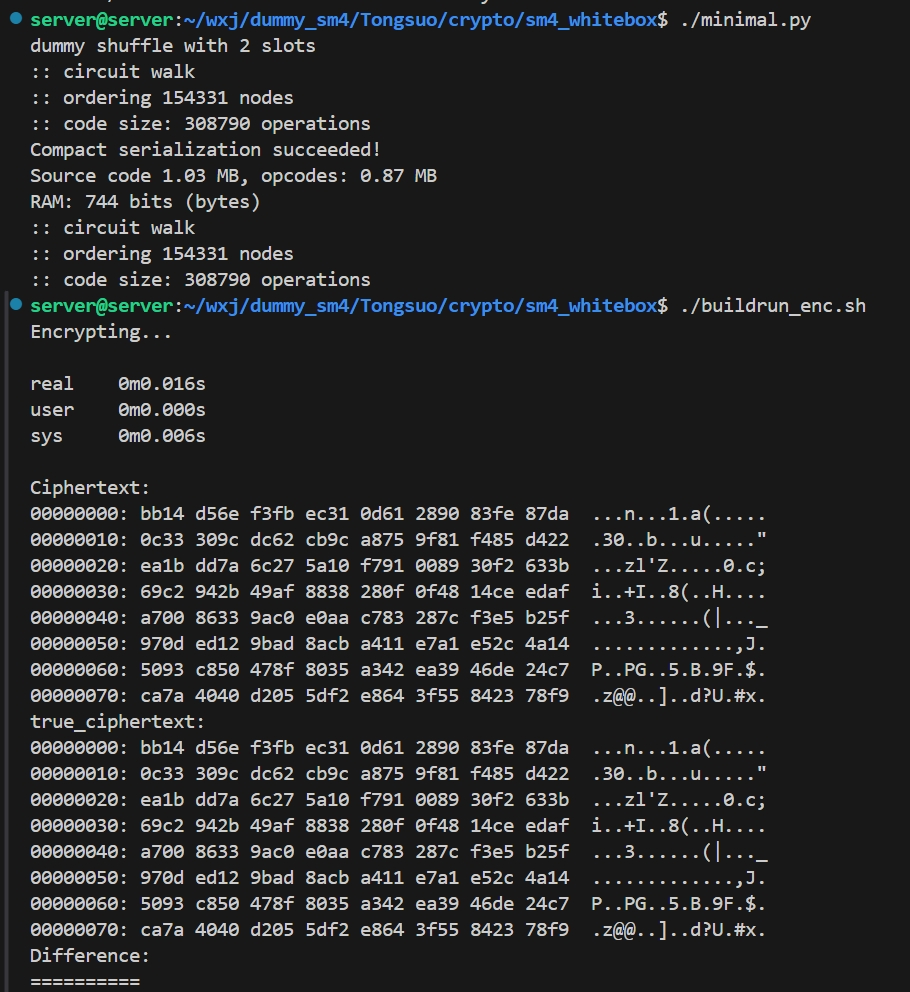 server@server:~/wxj/dummy_sm4/Tongsuo/crypto/sm4_whitebox$ ./minimal.py
dummy shuffle with 2 slots
:: circuit walk
:: ordering 154331 nodes
:: code size: 308790 operations
Compact serialization succeeded!
Source code 1.03 MB, opcodes: 0.87 MB
RAM: 744 bits (bytes)
:: circuit walk
:: ordering 154331 nodes
:: code size: 308790 operations
server@server:~/wxj/dummy_sm4/Tongsuo/crypto/sm4_whitebox$ ./buildrun_enc.sh
Encrypting...
real    0m0.016s
user    0m0.000s
sys     0m0.006s
Ciphertext:
00000000: bb14 d56e f3fb ec31 0d61 2890 83fe 87da  ...n...1.a(.....
00000010: 0c33 309c dc62 cb9c a875 9f81 f485 d422  .30..b...u....."
00000020: ea1b dd7a 6c27 5a10 f791 0089 30f2 633b  ...zl'Z.....0.c;
00000030: 69c2 942b 49af 8838 280f 0f48 14ce edaf  i..+I..8(..H....
00000040: a700 8633 9ac0 e0aa c783 287c f3e5 b25f  ...3......(|..._
00000050: 970d ed12 9bad 8acb a411 e7a1 e52c 4a14  .............,J.
00000060: 5093 c850 478f 8035 a342 ea39 46de 24c7  P..PG..5.B.9F.$.
00000070: ca7a 4040 d205 5df2 e864 3f55 8423 78f9  .z@@..]..d?U.#x.
true_ciphertext:
00000000: bb14 d56e f3fb ec31 0d61 2890 83fe 87da  ...n...1.a(.....
00000010: 0c33 309c dc62 cb9c a875 9f81 f485 d422  .30..b...u....."
00000020: ea1b dd7a 6c27 5a10 f791 0089 30f2 633b  ...zl'Z.....0.c;
00000030: 69c2 942b 49af 8838 280f 0f48 14ce edaf  i..+I..8(..H....
00000040: a700 8633 9ac0 e0aa c783 287c f3e5 b25f  ...3......(|..._
00000050: 970d ed12 9bad 8acb a411 e7a1 e52c 4a14  .............,J.
00000060: 5093 c850 478f 8035 a342 ea39 46de 24c7  P..PG..5.B.9F.$.
00000070: ca7a 4040 d205 5df2 e864 3f55 8423 78f9  .z@@..]..d?U.#x.
Difference:
==========